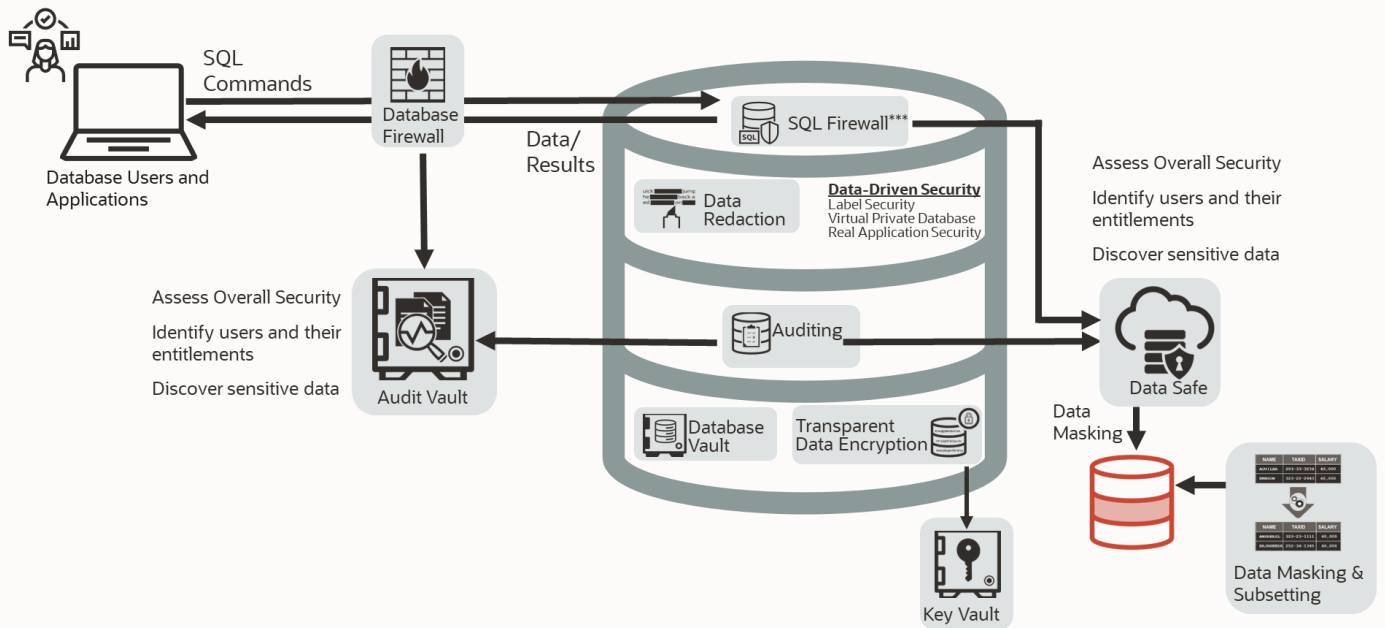 SQL
Commands
Database
Firewall
Data/
Results
Database Users and
Applications
SQL
SQL Firewall***
Data
Redaction
Data-Driven Security
Label Security
Virtual Private Database
Real Application Security
Assess Overall Security
Identify users and their
entitlements
Discover sensitive data
Assess Overall Security
Identify users and their
entitlements
Discover sensitive data
Audit Vault
Auditing
Data Safe
Database
Vault
Transparent
Data Encryption
Data
Masking
Key Vault
NAME TAXID SALARY
NAME TAXID SALARY
Data Masking &
Subsetting